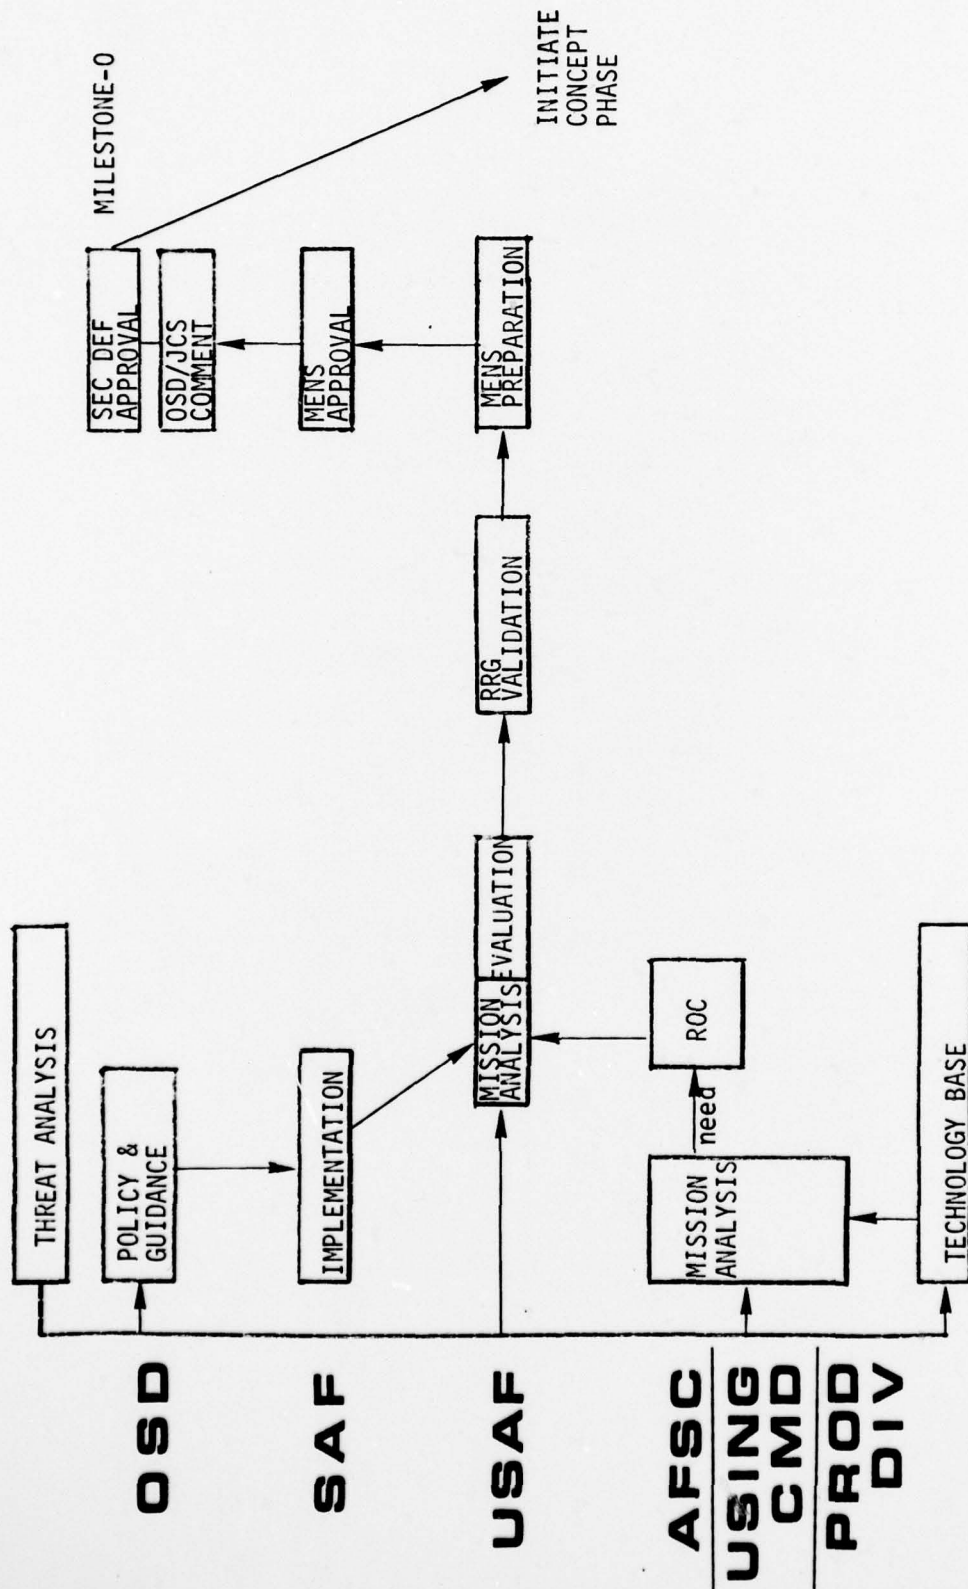 THREAT ANALYSIS
OSD
POLICY &
GUIDANCE
SEC DEF
APPROVAL
MILESTONE-0
OSD/JCS
COMMENT
SAF
IMPLEMENTATION
MENS
APPROVAL
INITIATE
CONCEPT
PHASE
USAF
MISSION
ANALYSIS
EVALUATION
RRG
VALIDATION
MENS
PREPARATION
AFSC
USING
CMD
PROD
DIV
MISSION
ANALYSIS
need
ROC
TECHNOLOGY BASE